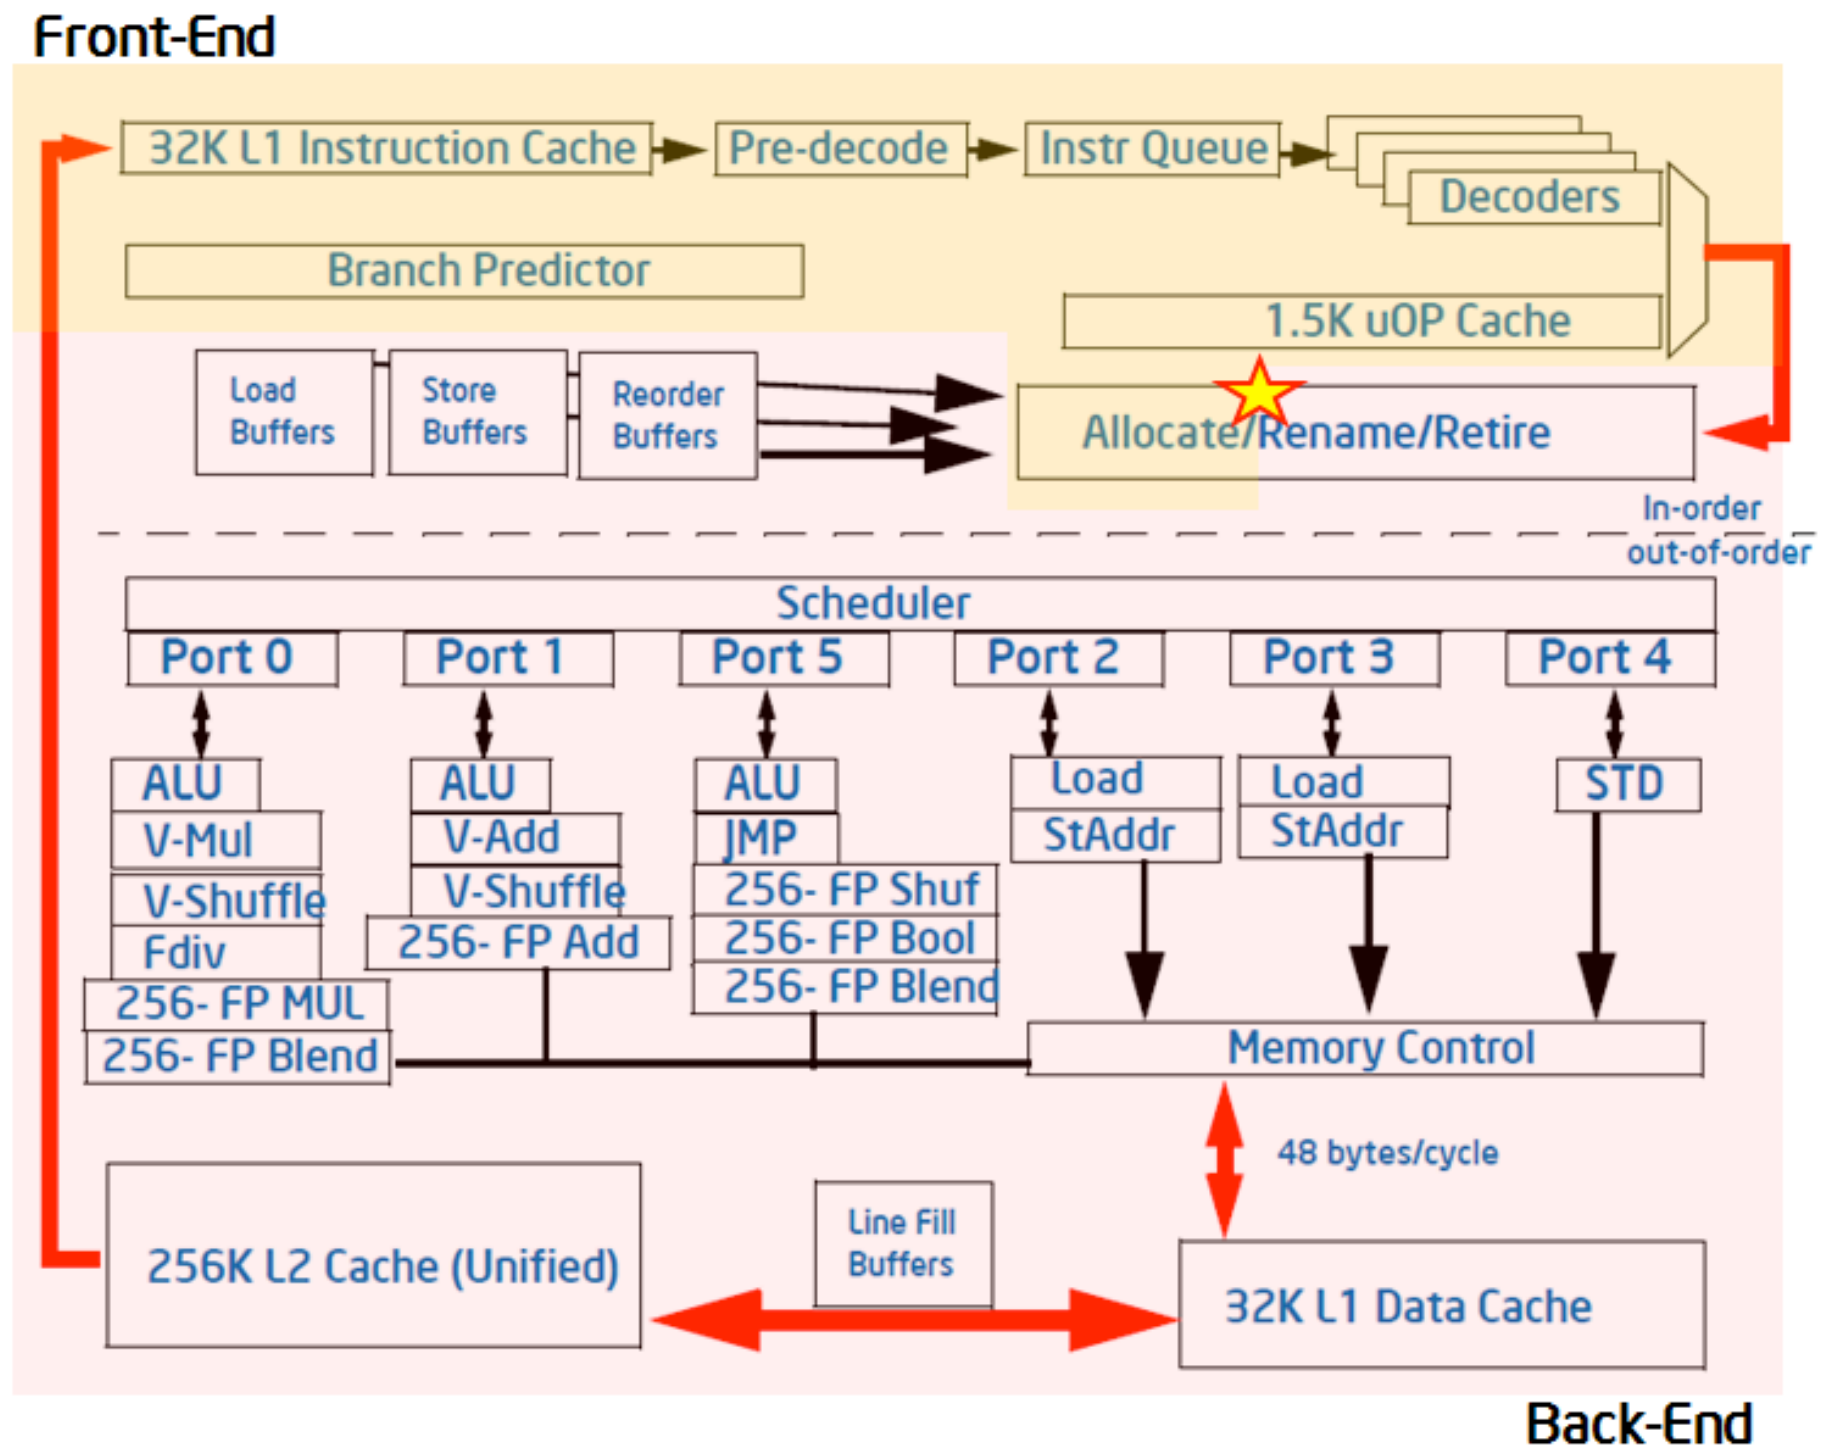 Front-End
32K L1 Instruction Cache
Pre-decode
Instr Queue
Decoders
Branch Predictor
1.5K uOP Cache
Load
Buffers
Store
Buffers
Reorder
Buffers
Allocate/Rename/Retire
In-order
out-of-order
Scheduler
Port 0
Port 1
Port 5
Port 2
Port 3
Port 4
ALU
V-Mul
V-Shuffle
Fdiv
256- FP MUL
256- FP Blend
ALU
V-Add
V-Shuffle
256- FP Add
ALU
JMP
256- FP Shuf
256- FP Bool
256- FP Blend
Load
StAddr
Load
StAddr
STD
Memory Control
48 bytes/cycle
256K L2 Cache (Unified)
Line Fill
Buffers
32K L1 Data Cache
Back-End